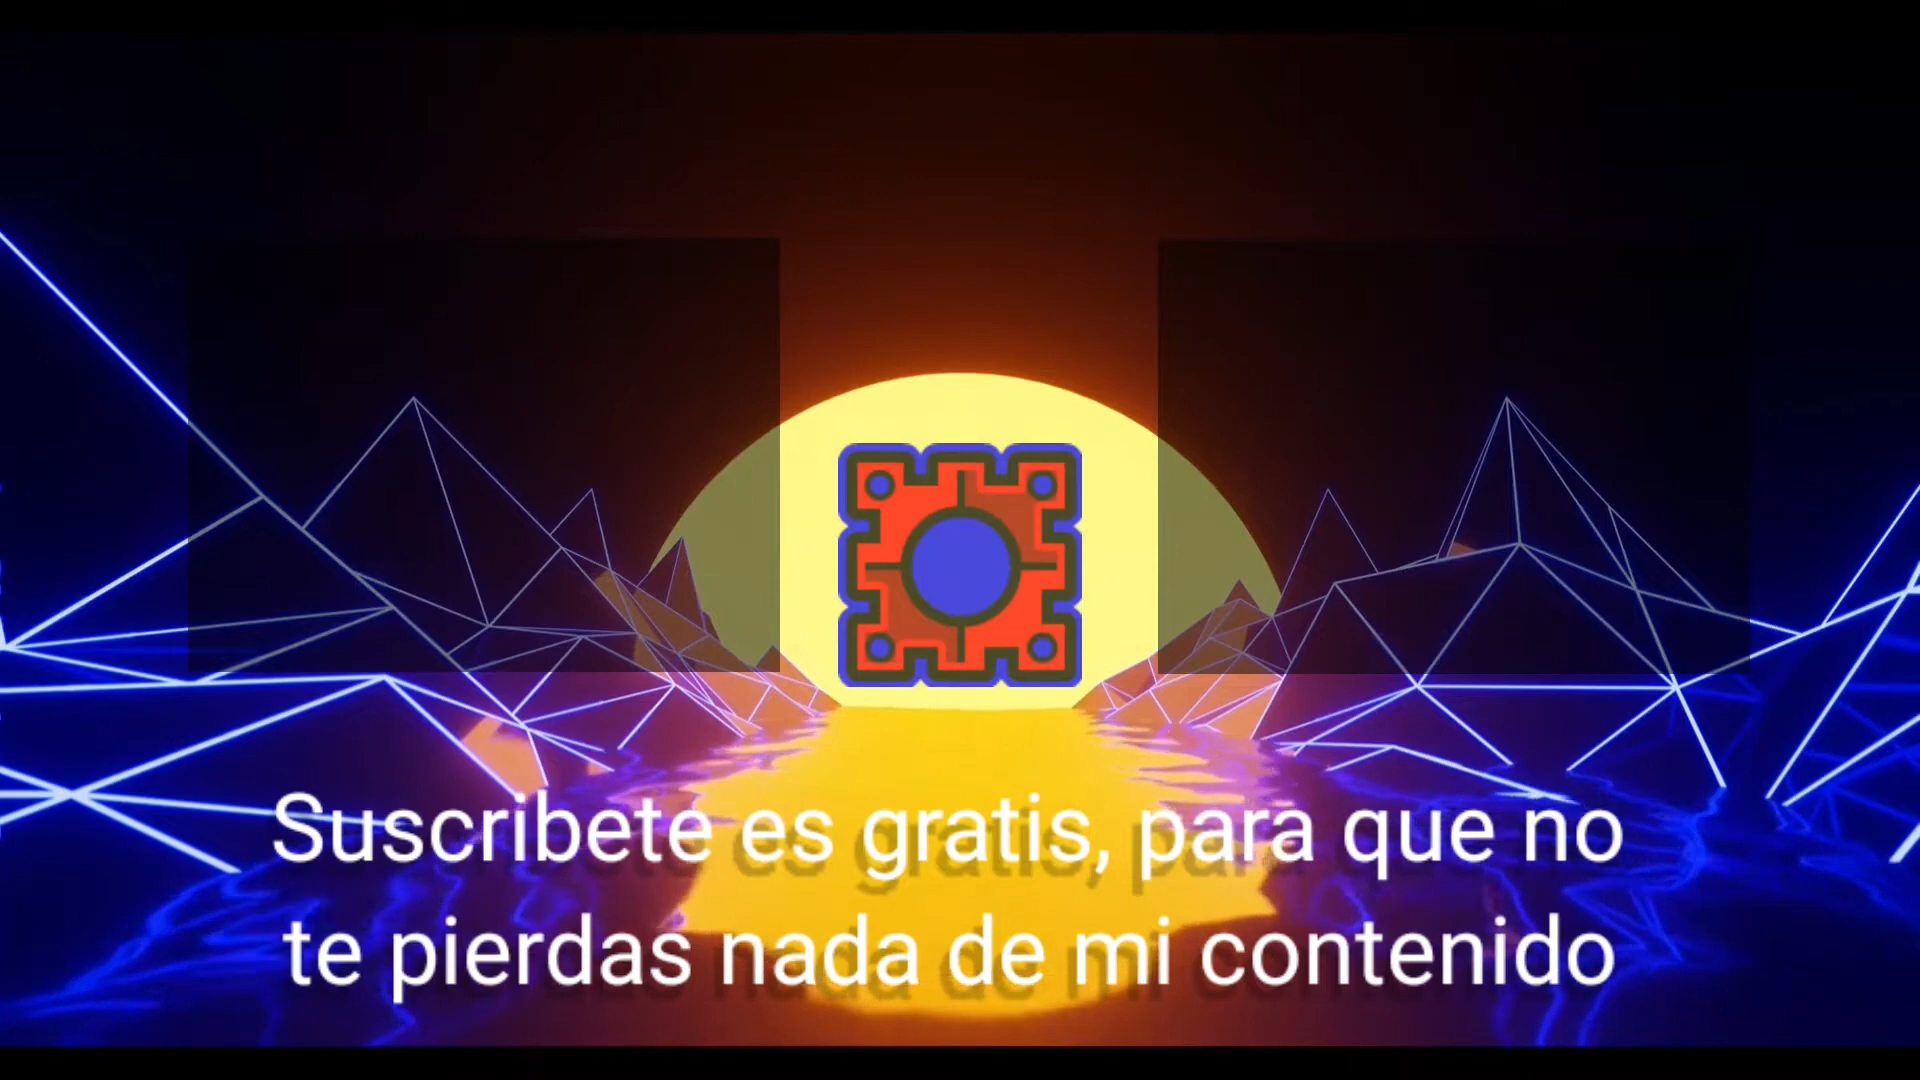 Suscribete es gratis, para que no
te pierdas nada de mi contenido